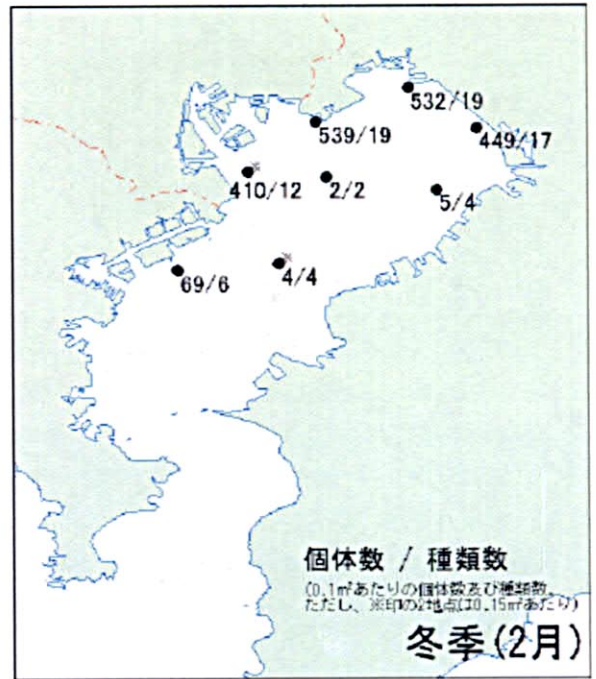 532/19
539/19
449/17
※
410/12
2/2
5/4
※
4/4
69/6
個体数 / 種類数
(0.1㎡あたりの個体数及び種類数。
ただし、※印の2地点は0.15㎡あたり)
冬季(2月)